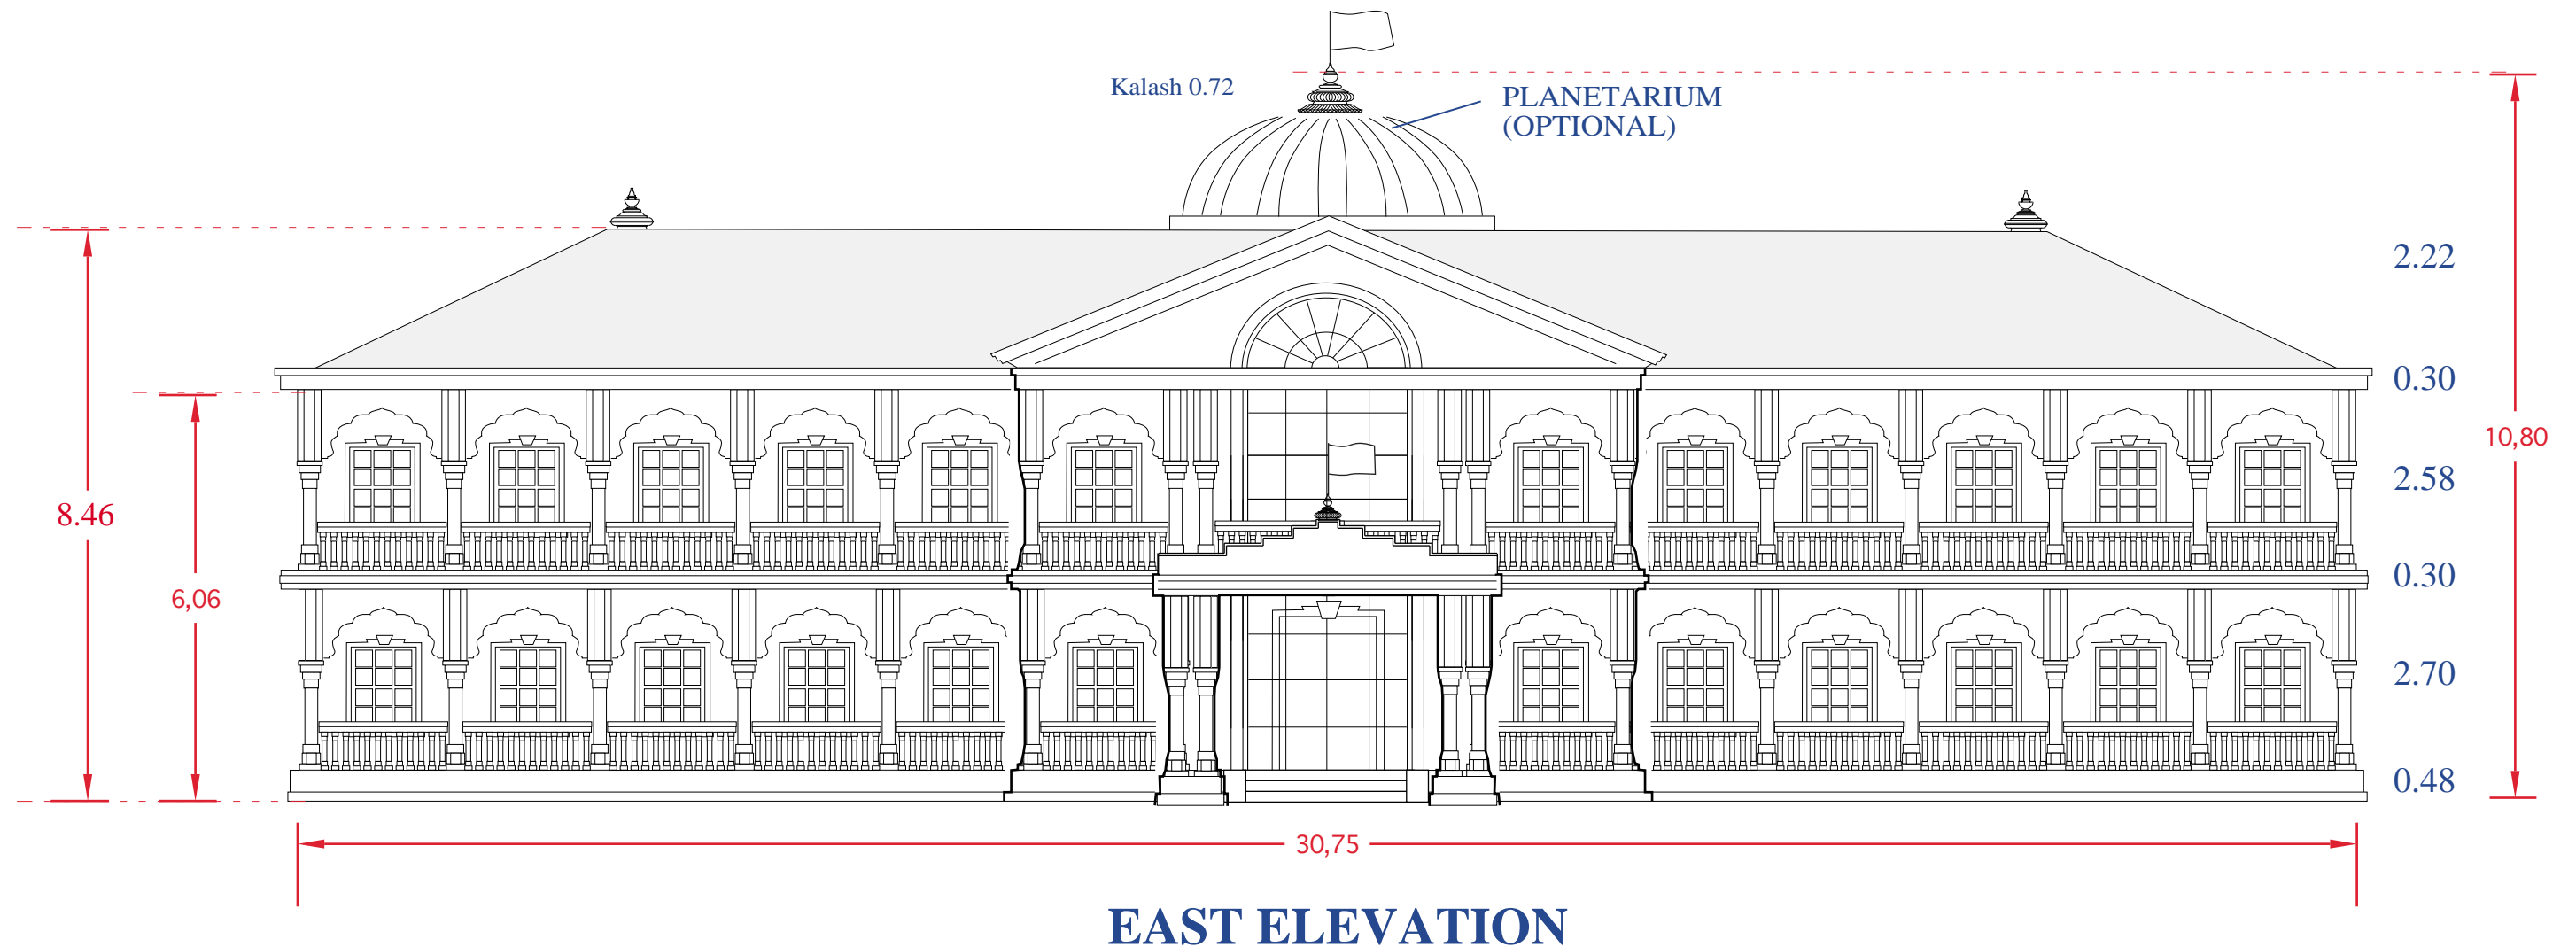 Kalash 0.72
PLANETARIUM
(OPTIONAL)
2.22
0.30
10,80
2.58
8.46
0.30
6,06
2.70
0.48
30,75
EAST ELEVATION